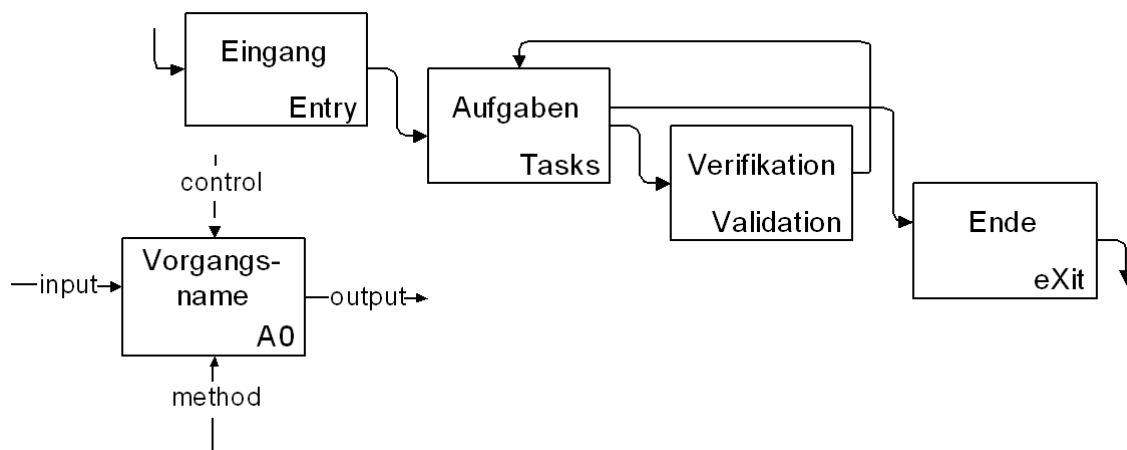 Eingang
Entry
Aufgaben
Tasks
Verifikation
Validation
Ende
eXit
control
Vorgangs-
name
A0
input
output
method